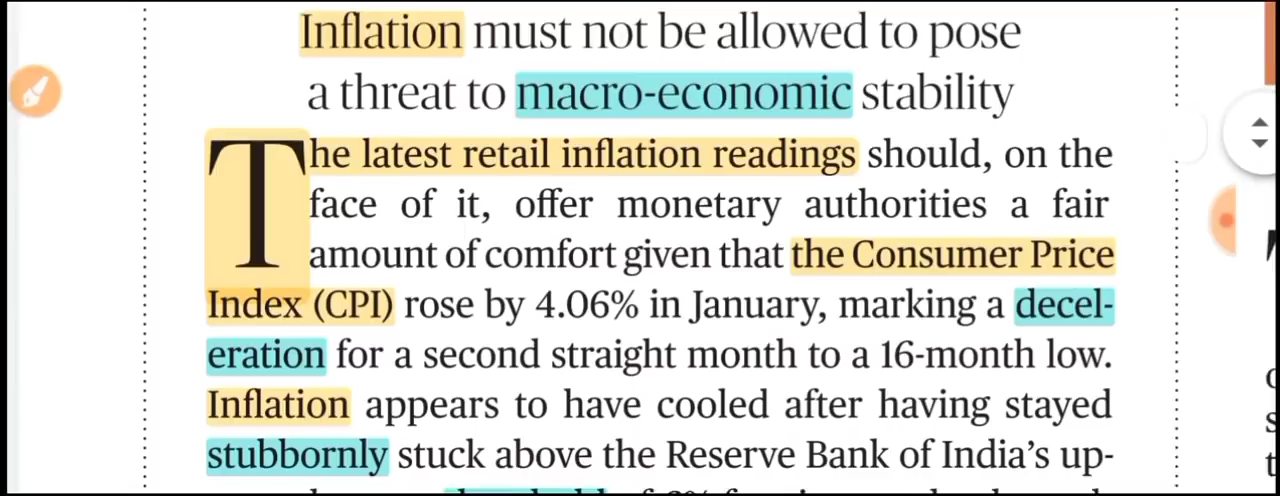 Inflation must not be allowed to pose
a threat to macro-economic stability
The latest retail inflation readings should, on the
face of it, offer monetary authorities a fair
amount of comfort given that the Consumer Price
Index (CPI) rose by 4.06% in January, marking a decel-
eration for a second straight month to a 16-month low.
Inflation appears to have cooled after having stayed
stubbornly stuck above the Reserve Bank of India's up-